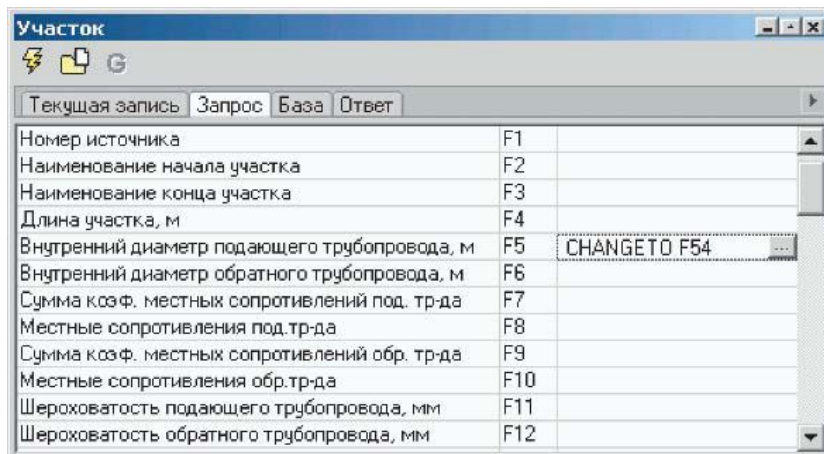 Участок
G
Текущая запись Запрос База Ответ
Номер источника F1
Наименование начала участка F2
Наименование конца участка F3
Длина участка, м F4
Внутренний диаметр подающего трубопровода, м F5 CHANGETO F54 ...
Внутренний диаметр обратного трубопровода, м F6
Сумма коэф. местных сопротивлений под. тр-да F7
Местные сопротивления под.тр-да F8
Сумма коэф. местных сопротивлений обр. тр-да F9
Местные сопротивления обр.тр-да F10
Шероховатость подающего трубопровода, мм F11
Шероховатость обратного трубопровода, мм F12